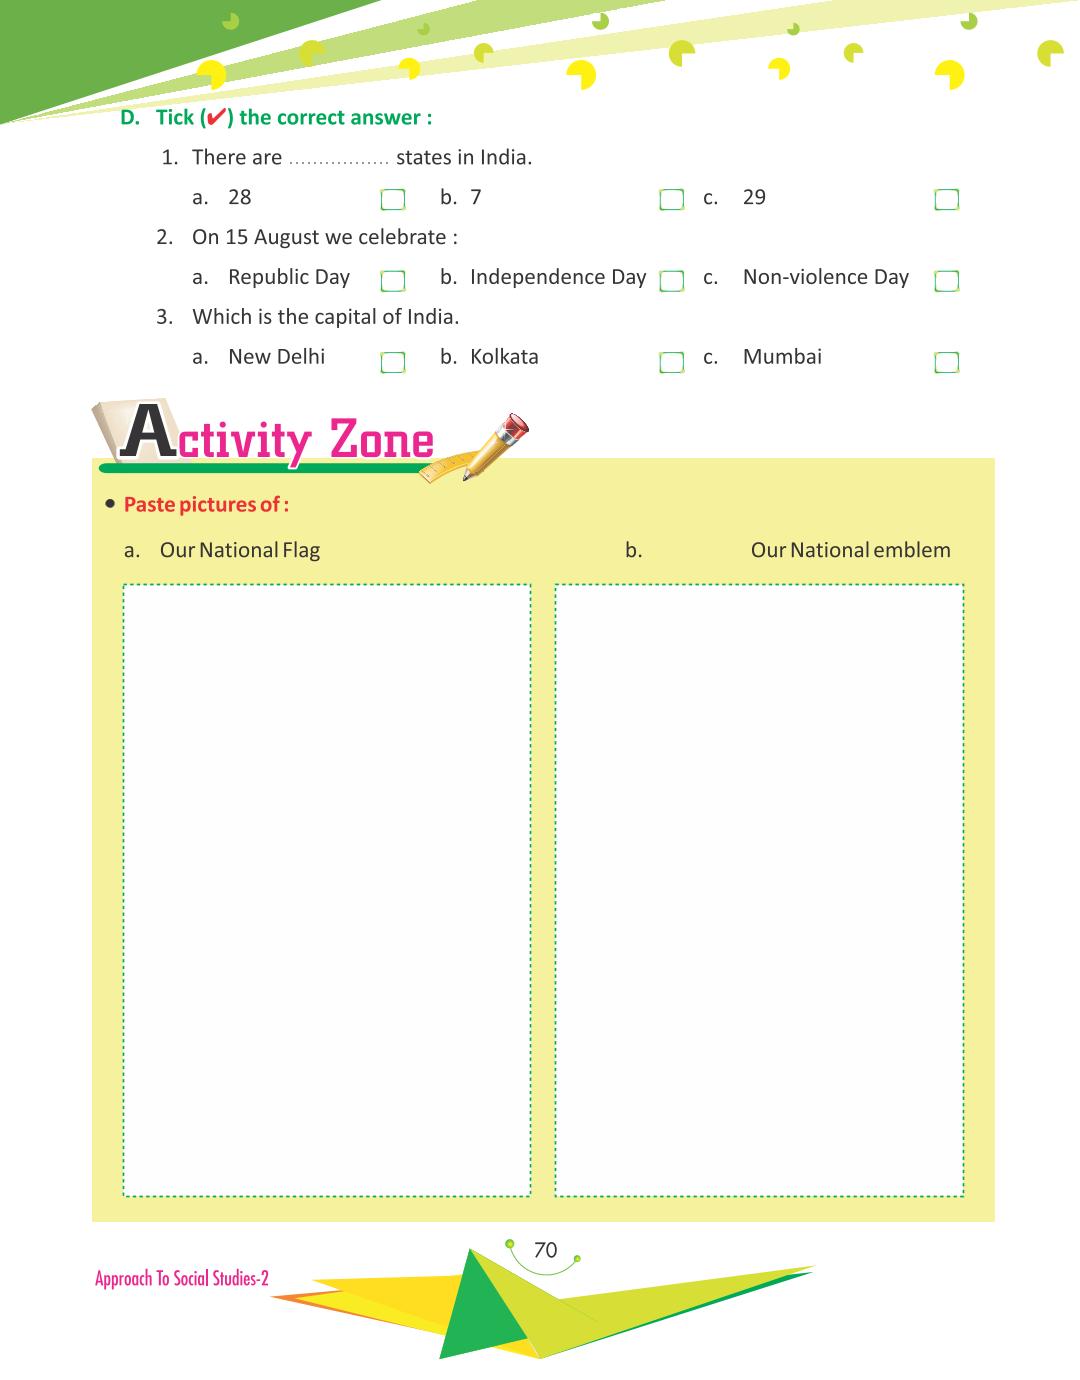 D. Tick (✔) the correct answer :
1. There are ................. states in India.
a. 28 b. 7 c. 29
2. On 15 August we celebrate :
a. Republic Day b. Independence Day c. Non-violence Day
3. Which is the capital of India.
a. New Delhi b. Kolkata c. Mumbai
Activity Zone
• Paste pictures of :
a. Our National Flag b. Our National emblem
70
Approach To Social Studies-2